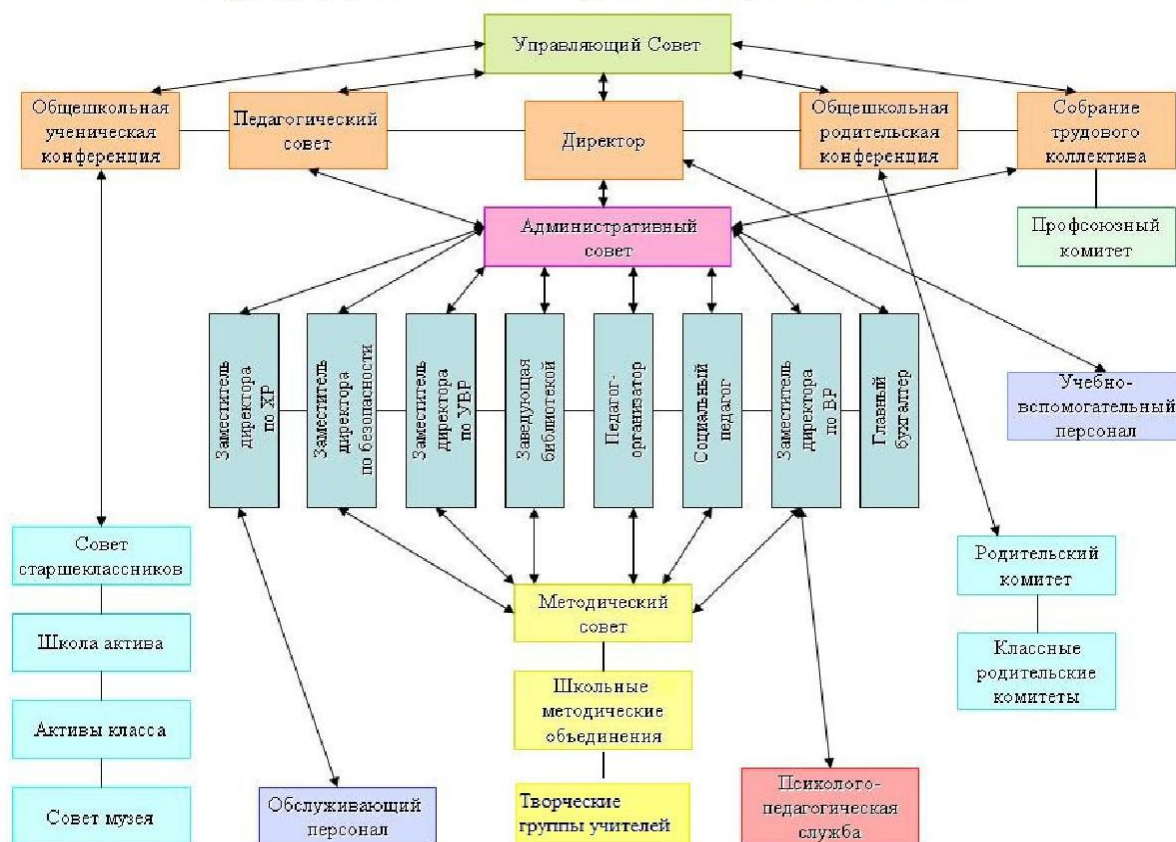 Управляющий Совет
Общешкольная
ученическая
конференция
Педагогический
совет
Директор
Общешкольная
родительская
конференция
Собрание
трудового
коллектива
Административный
совет
Профсоюзный
комитет
Заместитель
директора
по ХР
Заместитель
директора
по безопасности
Заместитель
директора
по УВР
Заведующая
библиотекой
Педагог-
организатор
Социальный
педагог
Заместитель
директора
по ВР
Главный
бухгалтер
Учебно-
вспомогательный
персонал
Совет
старшеклассников
Родительский
комитет
Методический
совет
Школа актива
Классные
родительские
комитеты
Школьные
методические
объединения
Активы класса
Обслуживающий
персонал
Творческие
группы учителей
Психолого-
педагогическая
служба
Совет музея